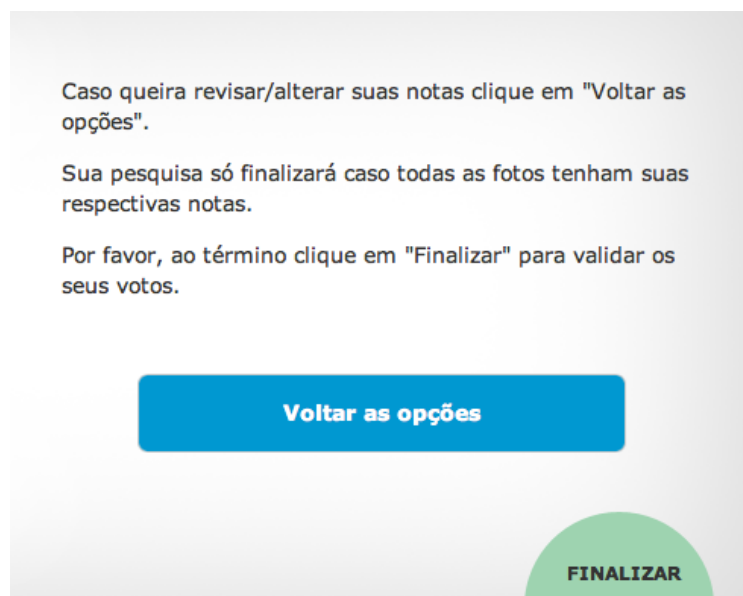 Caso queira revisar/alterar suas notas clique em "Voltar as
opções".
Sua pesquisa só finalizará caso todas as fotos tenham suas
respectivas notas.
Por favor, ao término clique em "Finalizar" para validar os
seus votos.
Voltar as opções
FINALIZAR